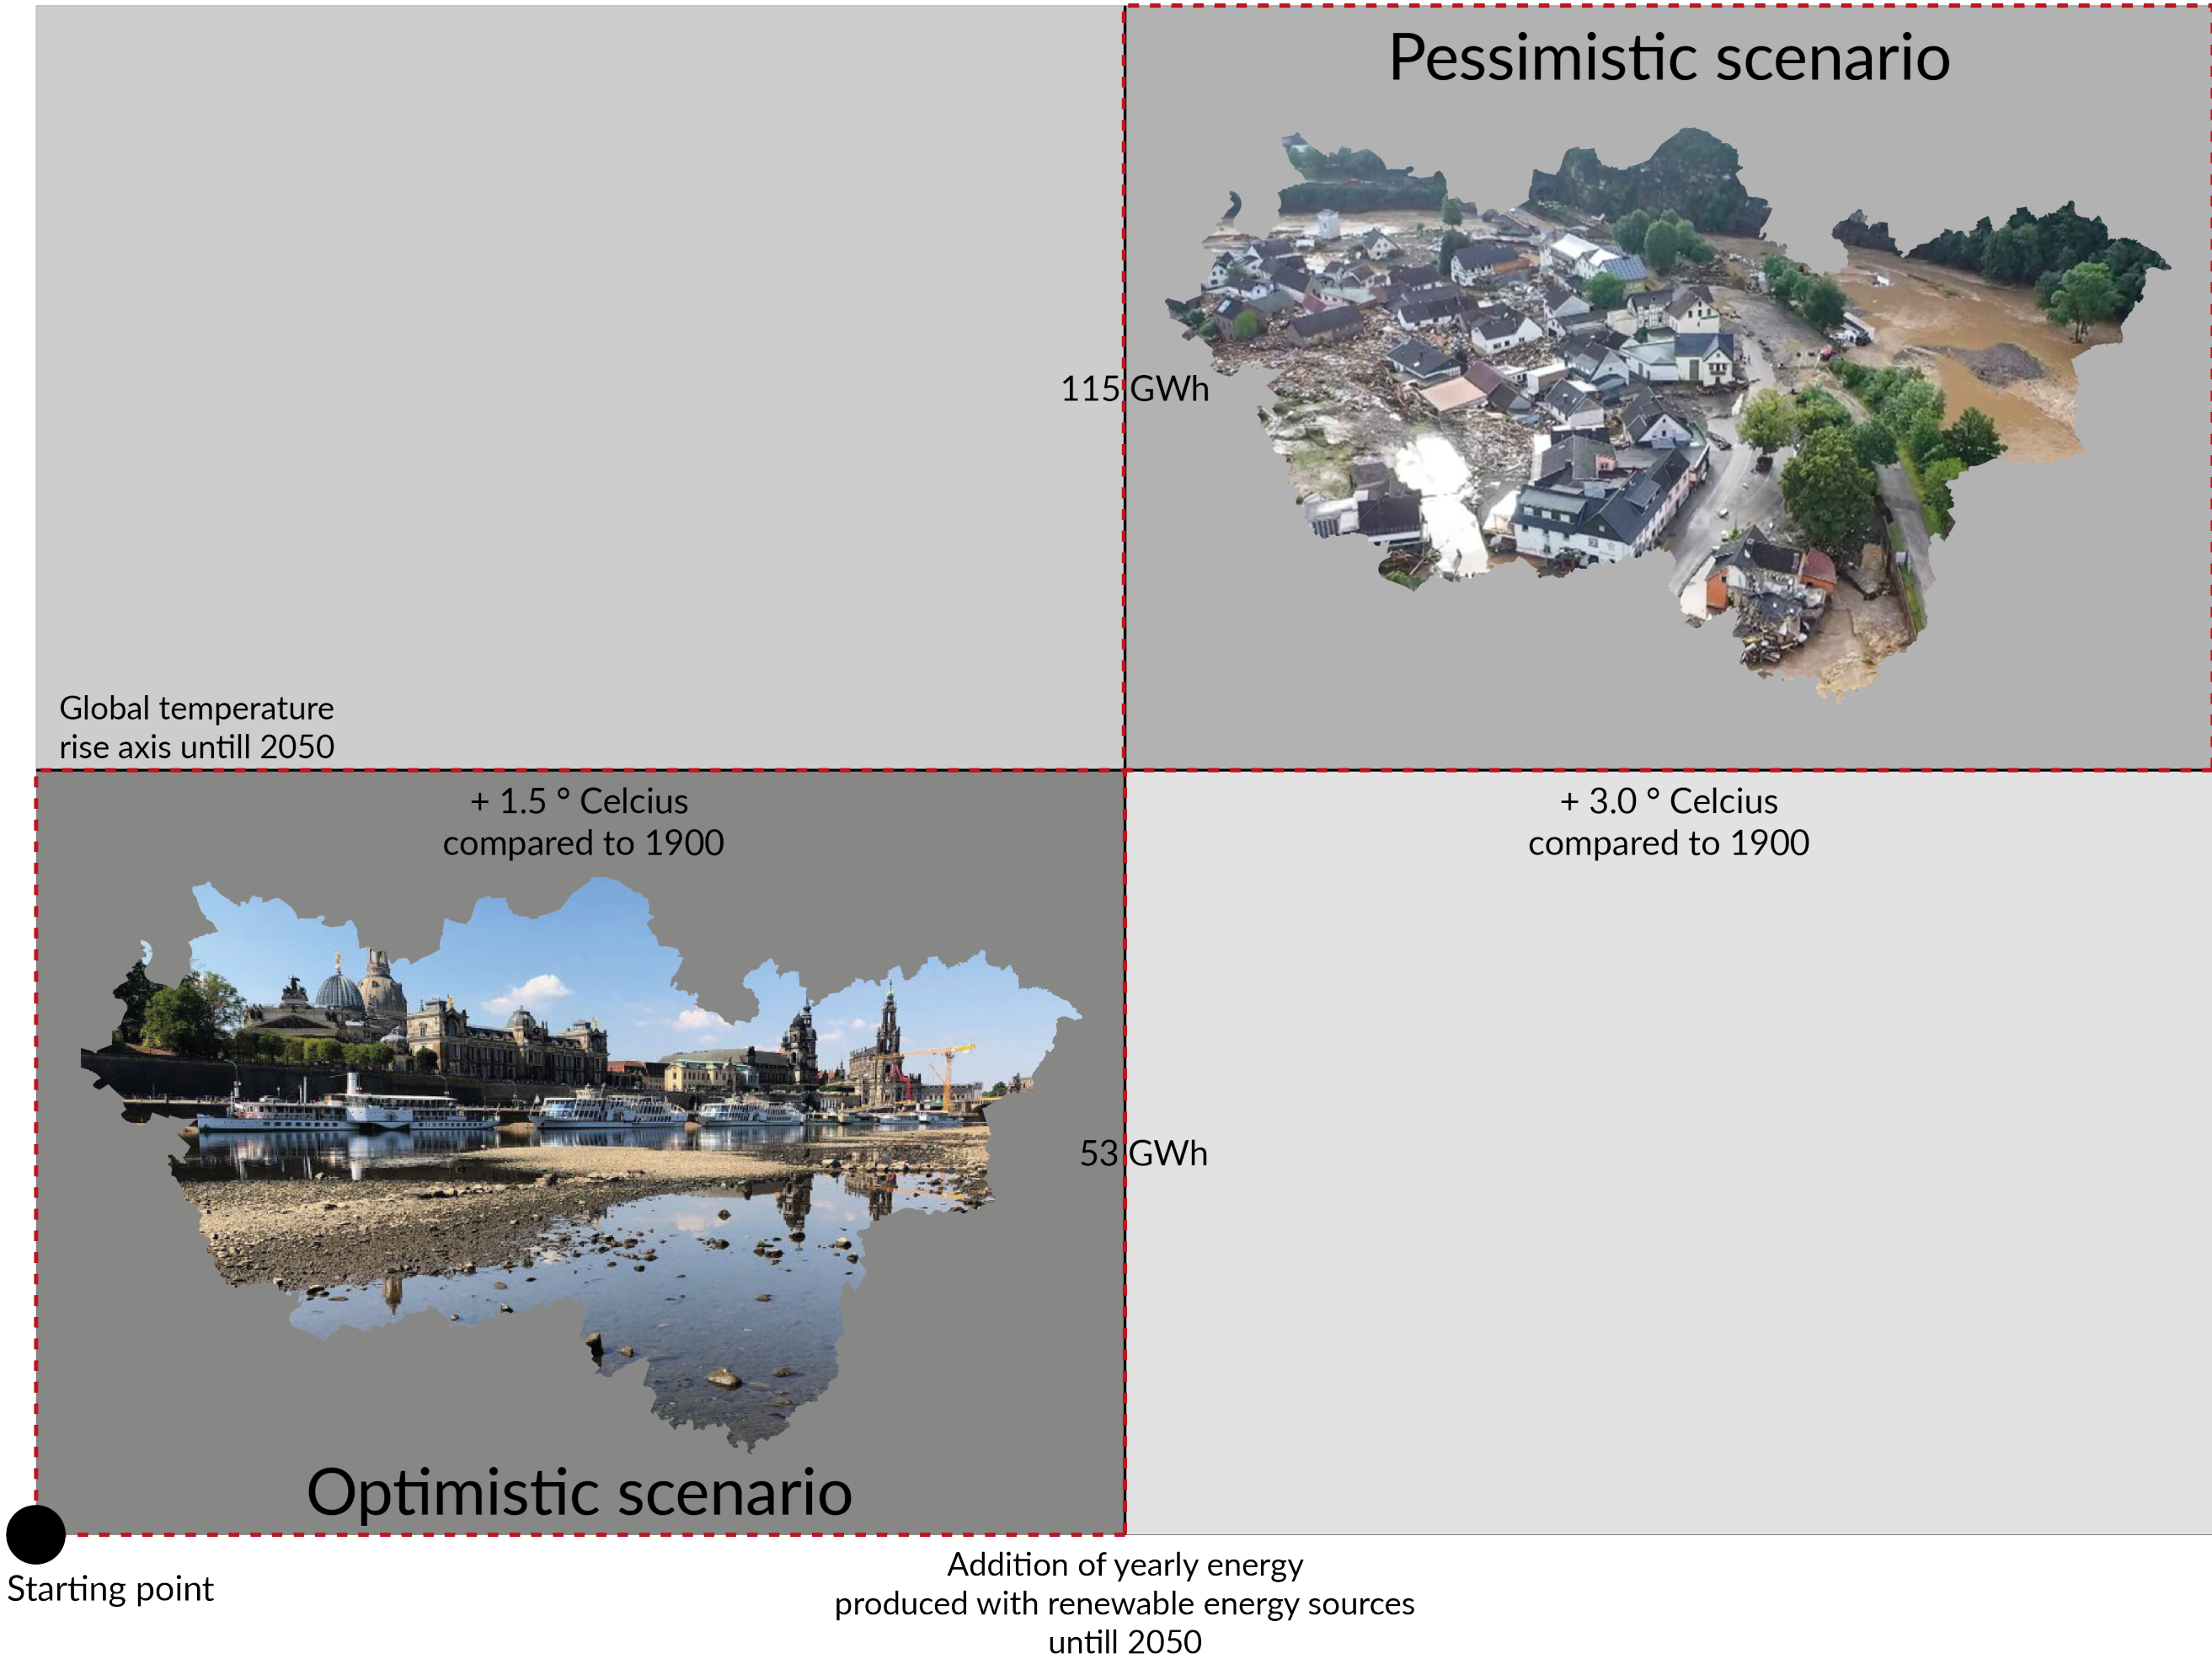 Pessimistic scenario
115 GWh
Global temperature
rise axis untill 2050
+ 1.5 ° Celcius
compared to 1900
+ 3.0 ° Celcius
compared to 1900
53 GWh
Optimistic scenario
Starting point
Addition of yearly energy
produced with renewable energy sources
untill 2050